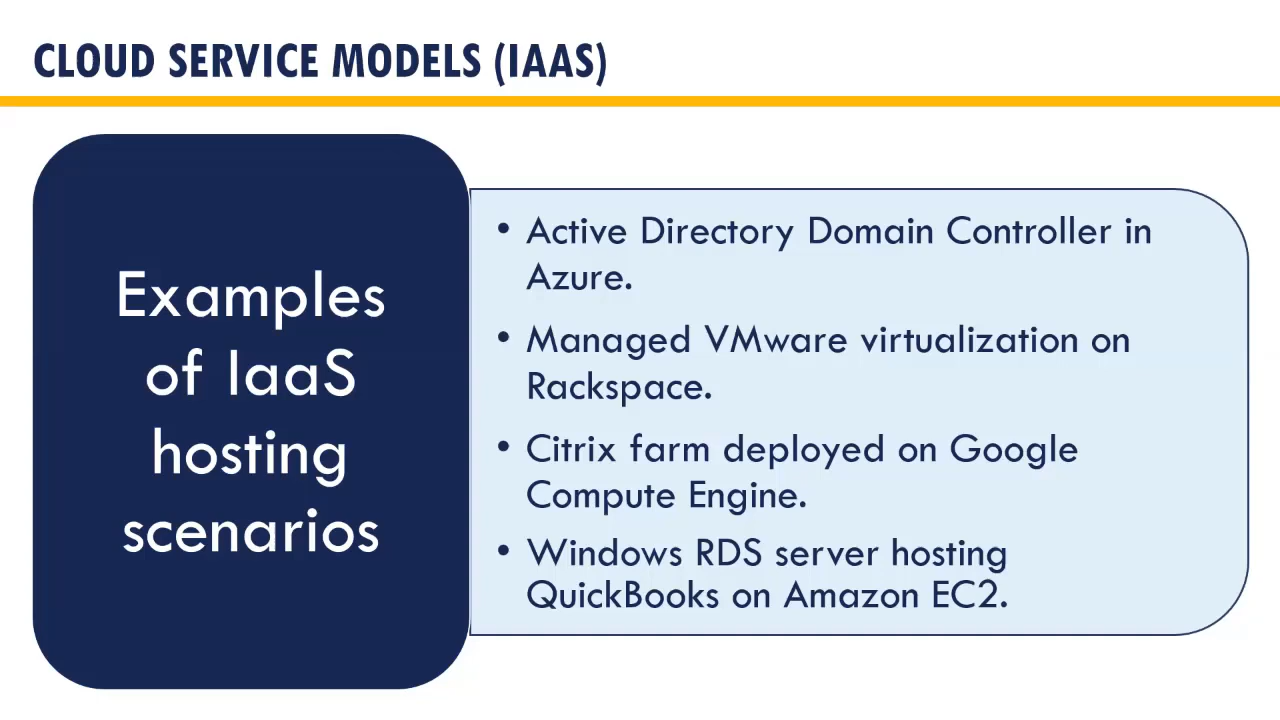 CLOUD SERVICE MODELS (IAAS)
Examples
of IaaS
hosting
scenarios
• Active Directory Domain Controller in
Azure.
• Managed VMware virtualization on
Rackspace.
• Citrix farm deployed on Google
Compute Engine.
• Windows RDS server hosting
QuickBooks on Amazon EC2.